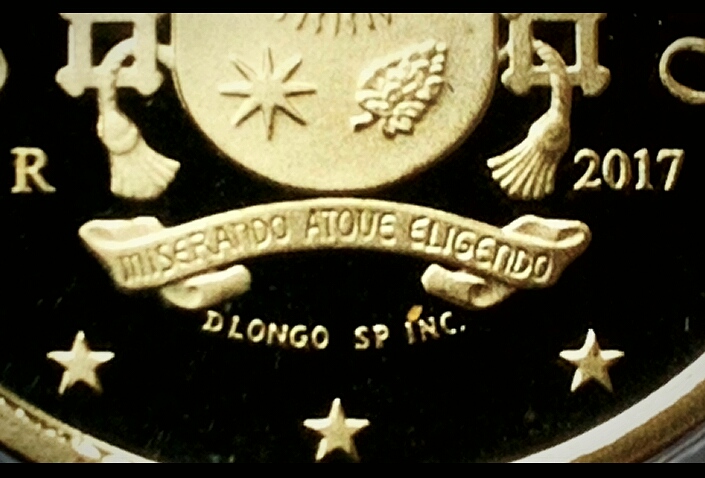 R 2017
MISERANDO ATQUE ELIGENDO
D LONGO SP INC.